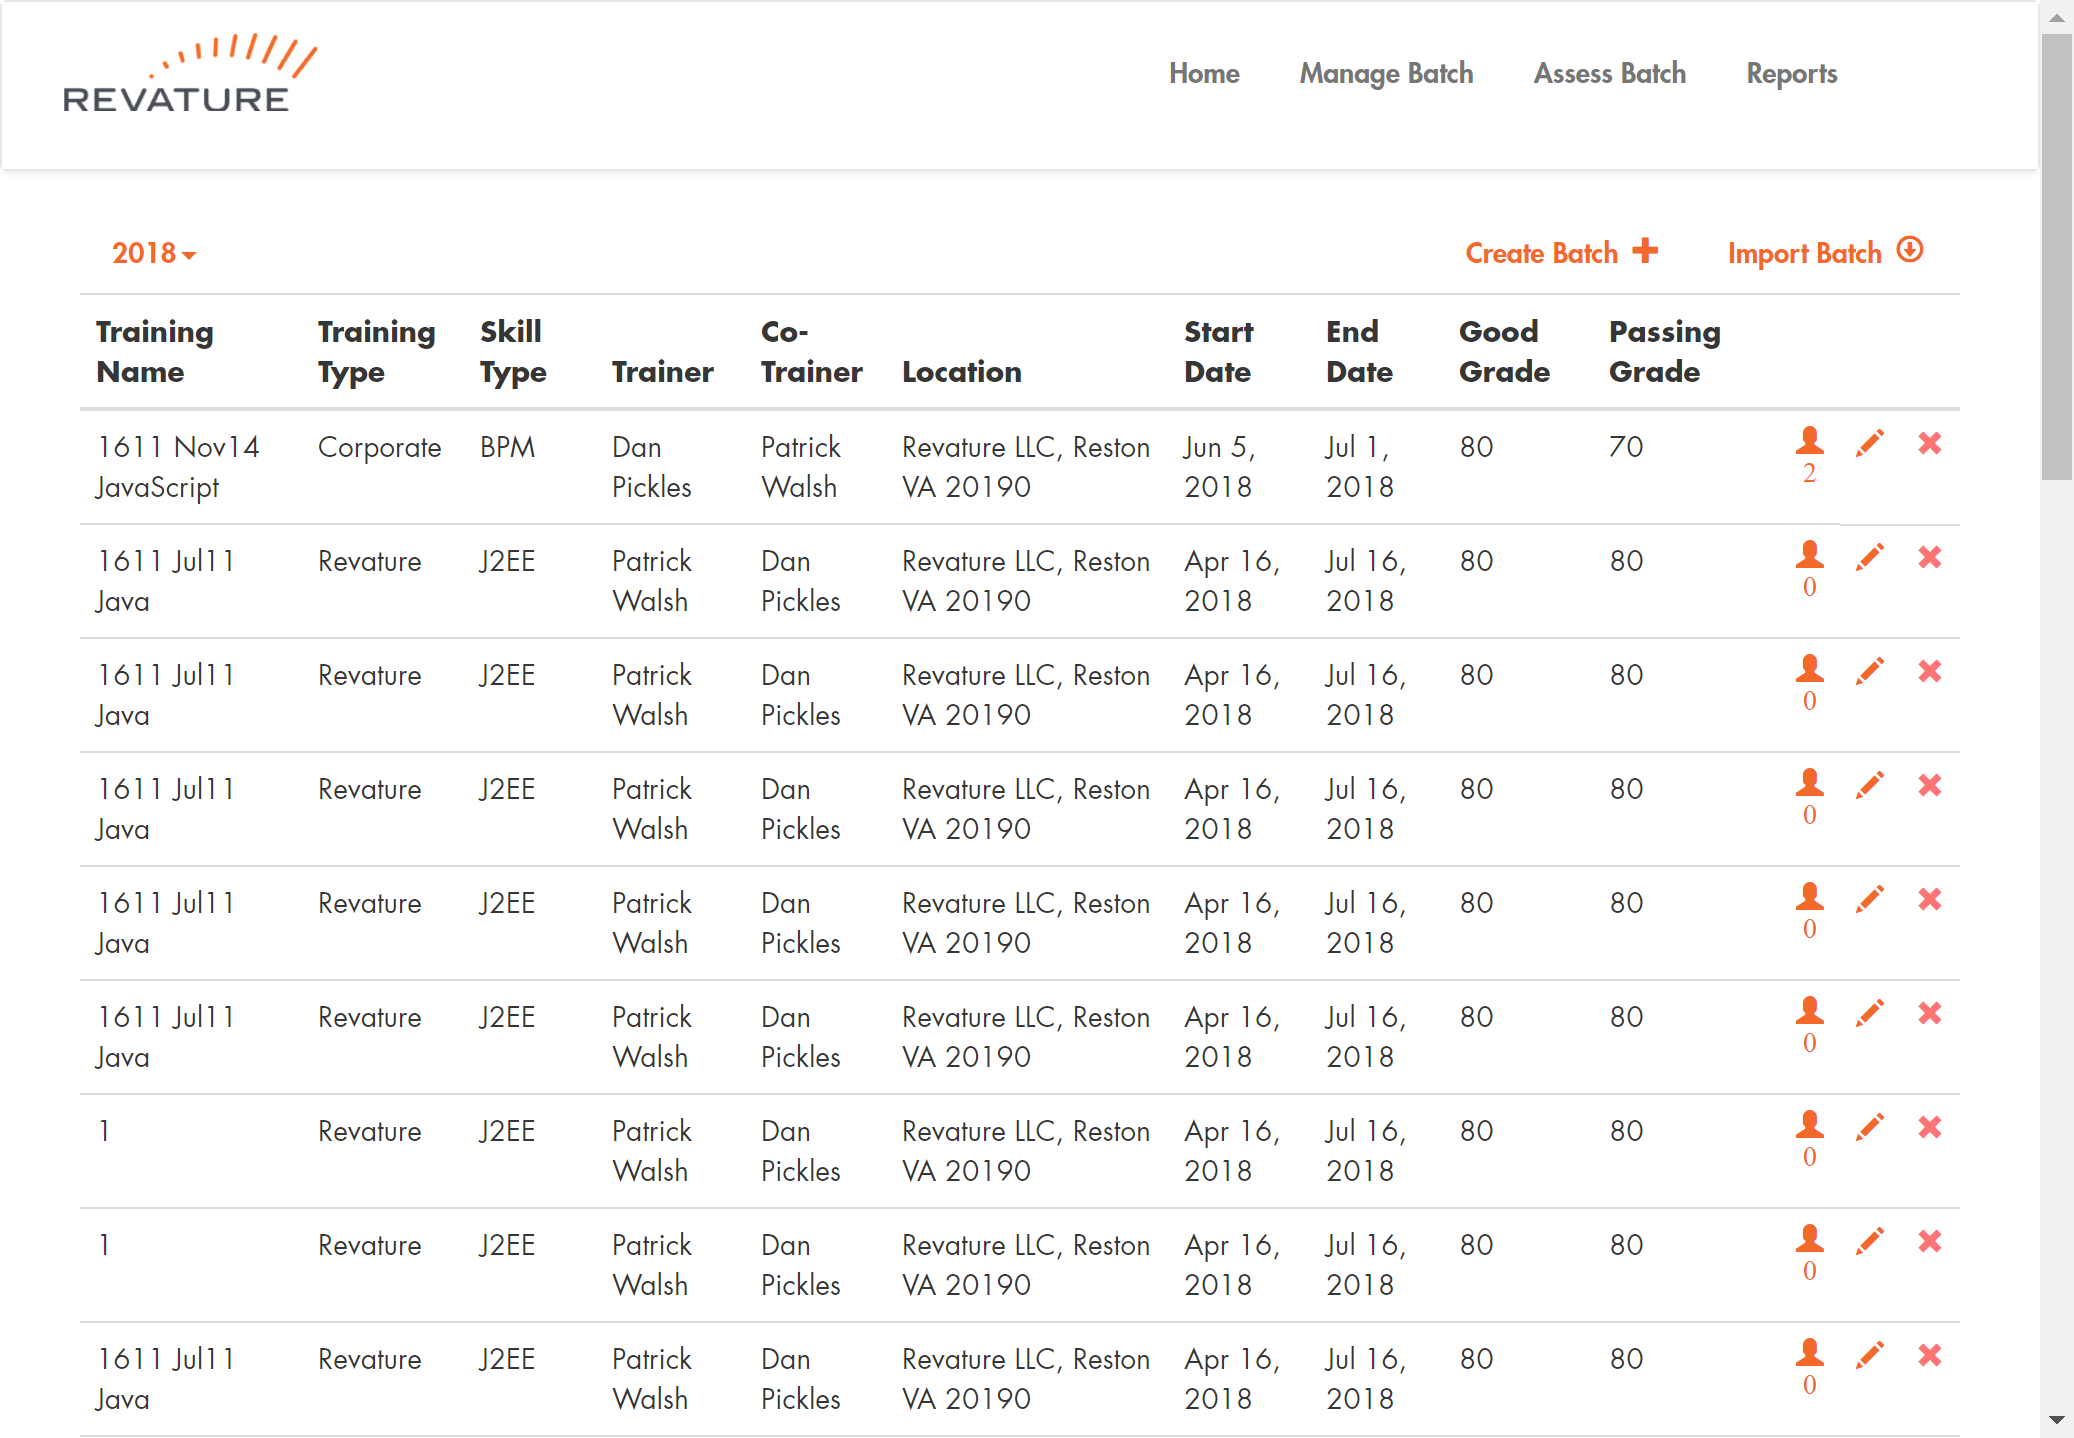 REVATURE
Home Manage Batch Assess Batch Reports
2018 Create Batch Import Batch
Training Training Skill Co- Start End Good Passing
Name Type Type Trainer Trainer Location Date Date Grade Grade
1611 Nov14 Corporate BPM Dan Patrick Revature LLC, Reston Jun 5, Jul 1, 80 70
JavaScript Pickles Walsh VA 20190 2018 2018 2
1611 Jul11 Revature J2EE Patrick Dan Revature LLC, Reston Apr 16, Jul 16, 80 80
Java Walsh Pickles VA 20190 2018 2018 0
1611 Jul11 Revature J2EE Patrick Dan Revature LLC, Reston Apr 16, Jul 16, 80 80
Java Walsh Pickles VA 20190 2018 2018 0
1611 Jul11 Revature J2EE Patrick Dan Revature LLC, Reston Apr 16, Jul 16, 80 80
Java Walsh Pickles VA 20190 2018 2018 0
1611 Jul11 Revature J2EE Patrick Dan Revature LLC, Reston Apr 16, Jul 16, 80 80
Java Walsh Pickles VA 20190 2018 2018 0
1611 Jul11 Revature J2EE Patrick Dan Revature LLC, Reston Apr 16, Jul 16, 80 80
Java Walsh Pickles VA 20190 2018 2018 0
1 Revature J2EE Patrick Dan Revature LLC, Reston Apr 16, Jul 16, 80 80
Walsh Pickles VA 20190 2018 2018 0
1 Revature J2EE Patrick Dan Revature LLC, Reston Apr 16, Jul 16, 80 80
Walsh Pickles VA 20190 2018 2018 0
1611 Jul11 Revature J2EE Patrick Dan Revature LLC, Reston Apr 16, Jul 16, 80 80
Java Walsh Pickles VA 20190 2018 2018 0